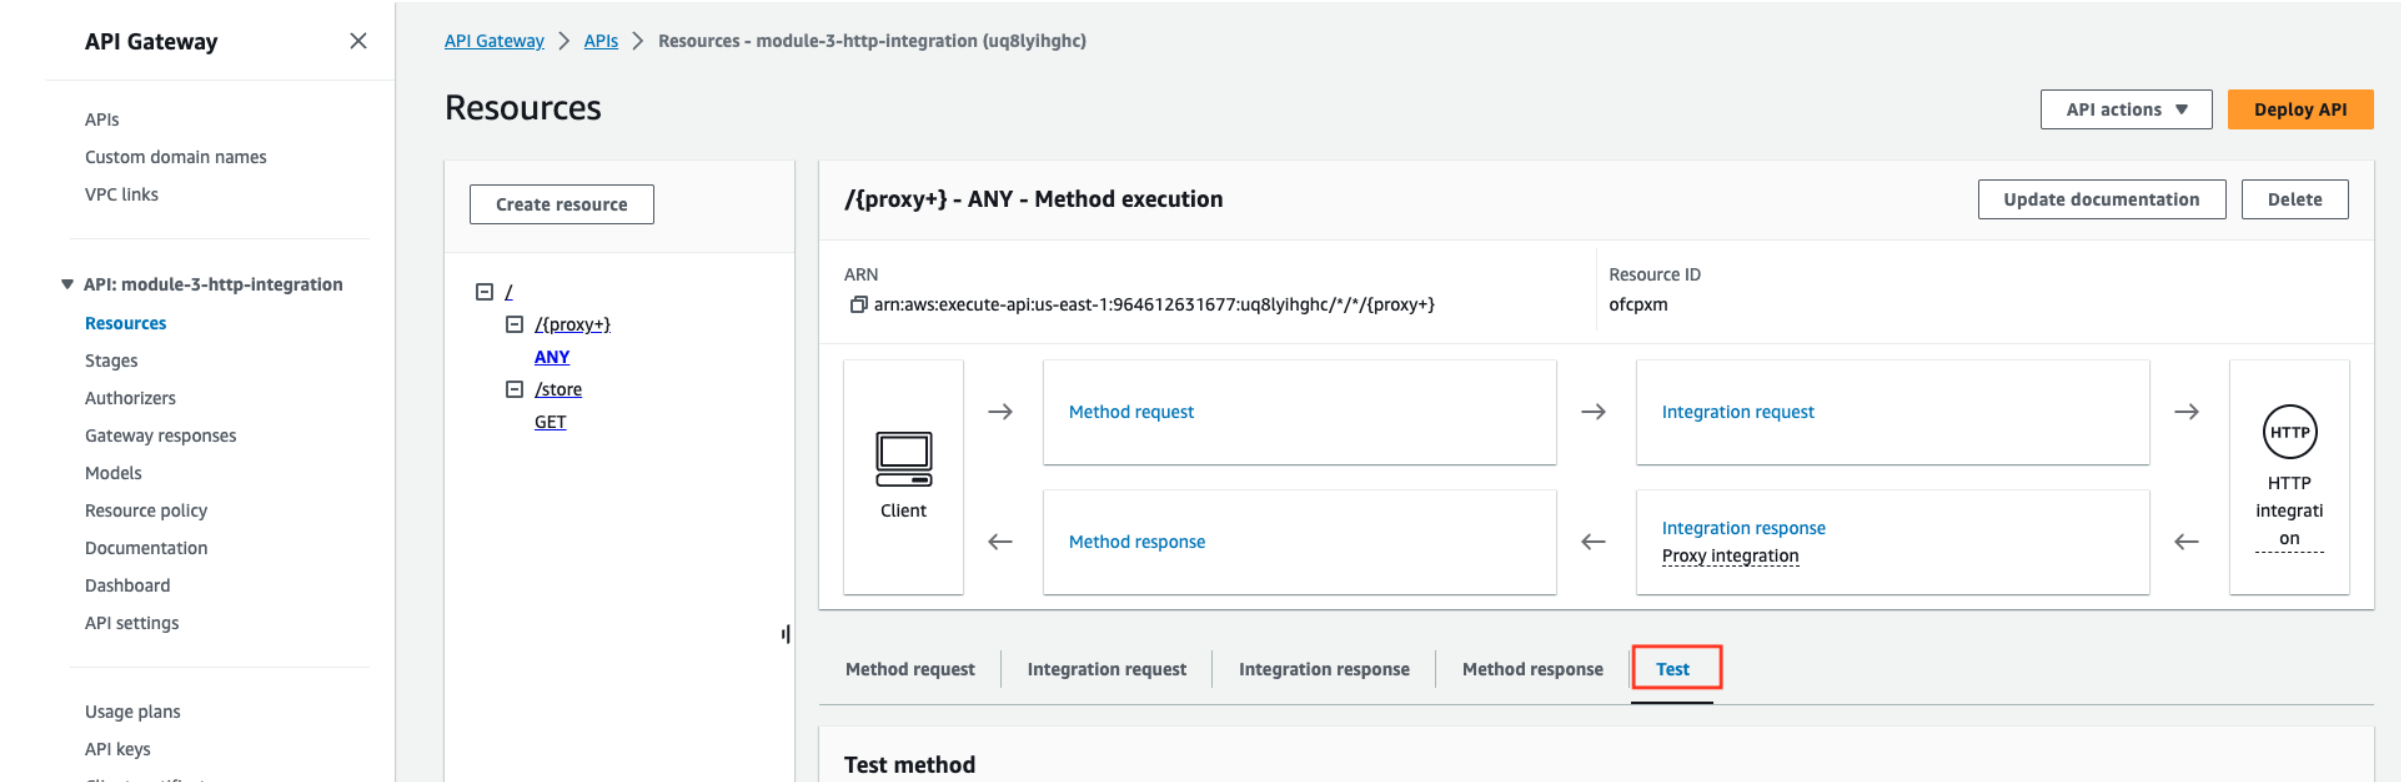 API Gateway
APIs
Custom domain names
VPC links
API: module-3-http-integration
Resources
Stages
Authorizers
Gateway responses
Models
Resource policy
Documentation
Dashboard
API settings
Usage plans
API keys
API Gateway > APIs > Resources - module-3-http-integration (uq8lyihghc)
Resources
API actions
Deploy API
Create resource
/
/{proxy+}
ANY
/store
GET
/{proxy+} - ANY - Method execution
Update documentation
Delete
ARN
arn:aws:execute-api:us-east-1:964612631677:uq8lyihghc/*/*/{proxy+}
Resource ID
ofcpxm
Client
Method request
Integration request
HTTP
HTTP
integrati
on
Method response
Integration response
Proxy integration
Method request
Integration request
Integration response
Method response
Test
Test method